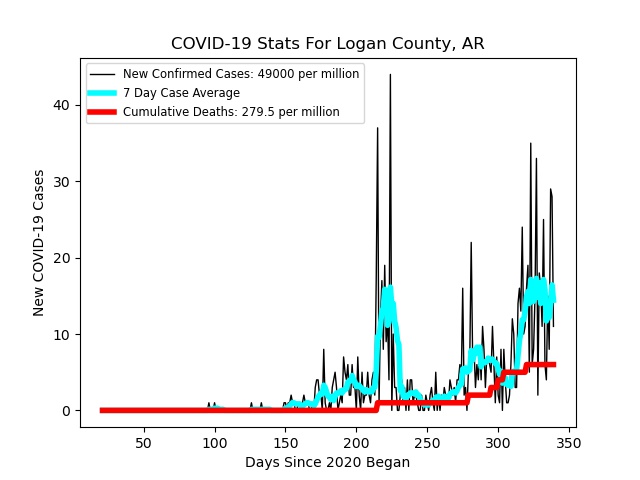 COVID-19 Stats For Logan County, AR
New Confirmed Cases: 49000 per million
7 Day Case Average
Cumulative Deaths: 279.5 per million
New COVID-19 Cases
40
30
20
10
0
50 100 150 200 250 300 350
Days Since 2020 Began